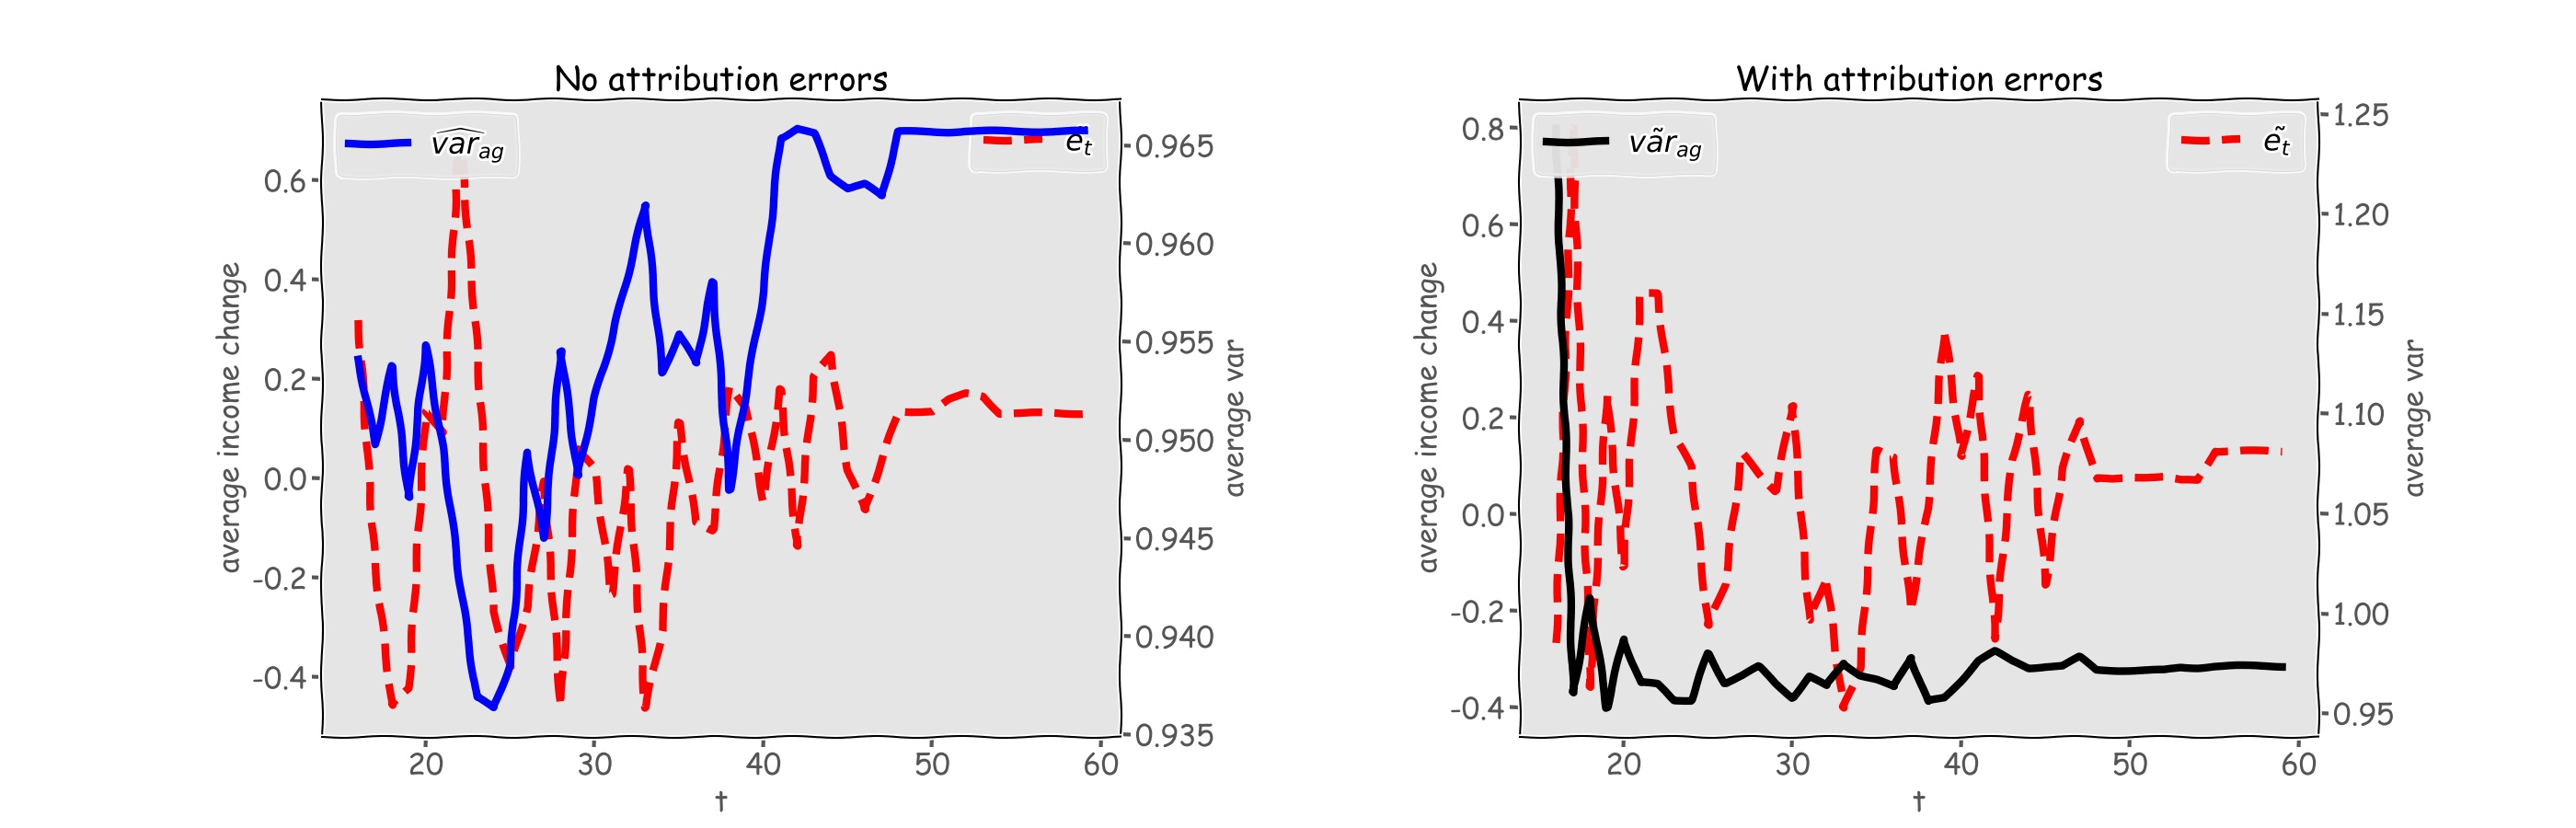 No attribution errors
var̂_ag
e_t
average income change
0.6
0.4
0.2
0.0
-0.2
-0.4
0.965
0.960
0.955
0.950
0.945
0.940
0.935
average var
20 30 40 50 60
t
With attribution errors
vãr_ag
ẽ_t
average income change
0.8
0.6
0.4
0.2
0.0
-0.2
-0.4
1.25
1.20
1.15
1.10
1.05
1.00
0.95
average var
20 30 40 50 60
t